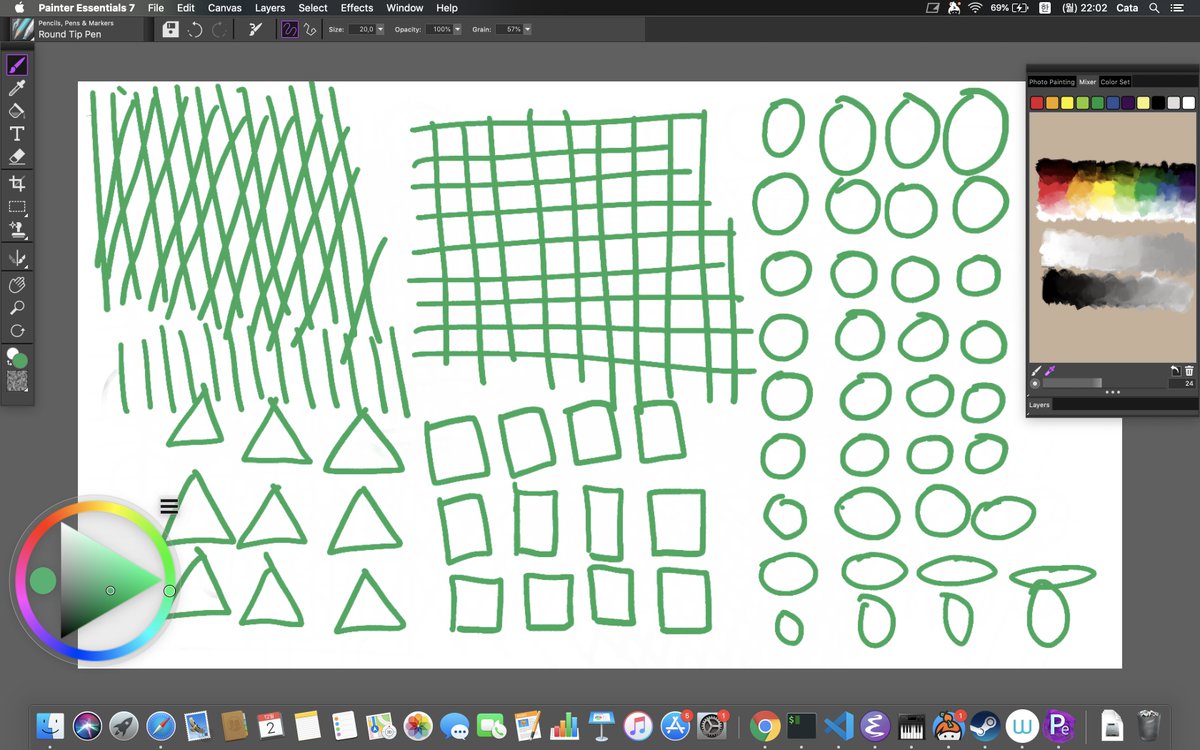 Painter Essentials 7 File Edit Canvas Layers Select Effects Window Help 69% 한 (월) 22:02 Cata
Pencils, Pens & Markers
Round Tip Pen
Size: 20,0 Opacity: 100% Grain: 57%
Photo Painting Mixer Color Set
T
24
Layers
5 1 2 1
$
W
Pe